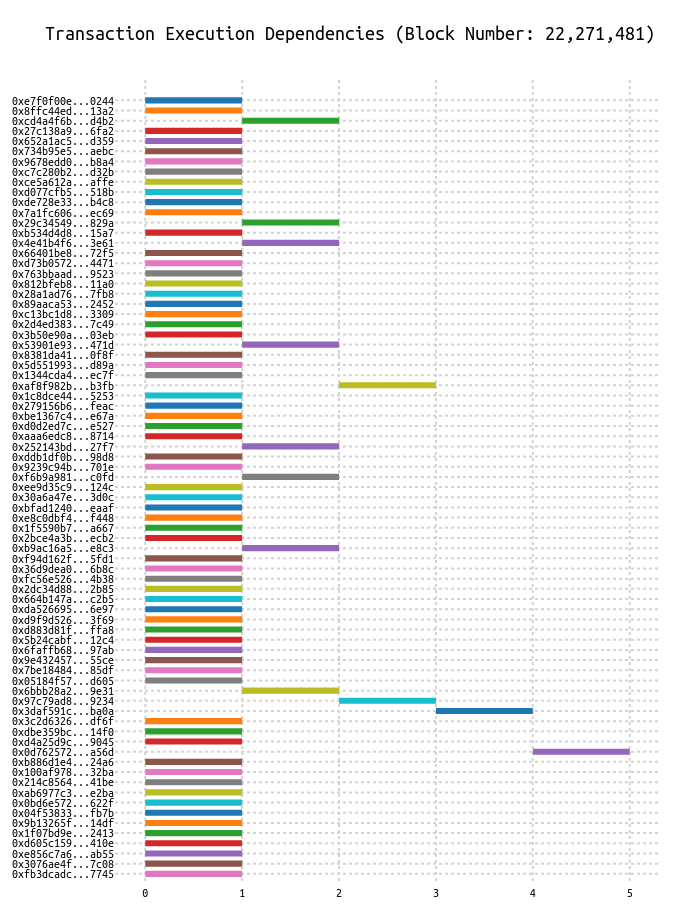 Transaction Execution Dependencies (Block Number: 22,271,481)
0xe7f0f00e...0244
0x8ffc44ed...13a2
0xcd4a4f6b...d4b2
0x27c138a9...6fa2
0x652a1ac5...d359
0x734b95e5...aebc
0x9678edd0...b8a4
0xc7c280b2...d32b
0xce5a612a...affe
0xd077cfb5...518b
0xde728e33...b4c8
0x7a1fc606...ec69
0x29c34549...829a
0xb534d4d8...15a7
0x4e41b4f6...3e61
0x66401be8...72f5
0xd73b0572...4471
0x763bbaad...9523
0x812bfeb8...11a0
0x28a1ad76...7fb8
0x89aaca53...2452
0xc13bc1d8...3309
0x2d4ed383...7c49
0x3b50e90a...03eb
0x53901e93...471d
0x8381da41...0f8f
0x5d551993...d89a
0x1344cda4...ec7f
0xaf8f982b...b3fb
0x1c8dce44...5253
0x279156b6...feac
0xbe1367c4...e67a
0xd0d2ed7c...e527
0xaaa6edc8...8714
0x252143bd...27f7
0xddb1df0b...98d8
0x9239c94b...701e
0xf6b9a981...c0fd
0xee9d35c9...124c
0x30a6a47e...3d0c
0xbfad1240...eaaf
0xe8c0dbf4...f448
0x1f5590b7...a667
0x2bce4a3b...ecb2
0xb9ac16a5...e8c3
0xf94d162f...5fd1
0x36d9dea0...6b8c
0xfc56e526...4b38
0x2dc34d88...2b85
0x664b147a...c2b5
0xda526695...6e97
0xd9f9d526...3f69
0xd883d81f...ffa8
0x5b24cabf...12c4
0x6faffb68...97ab
0x9e432457...55ce
0x7be18484...85df
0x05184f57...d605
0x6bbb28a2...9e31
0x97c79ad8...9234
0x3daf591c...ba0a
0x3c2d6326...df6f
0xdbe359bc...14f0
0xd4a25d9c...9045
0x0d762572...a56d
0xb886d1e4...24a6
0x100af978...32ba
0x214c8564...41be
0xab6977c3...e2ba
0x0bd6e572...622f
0x04f53833...fb7b
0x9b13265f...14df
0x1f07bd9e...2413
0xd605c159...410e
0xe856c7a6...ab55
0x3076ae4f...7c08
0xfb3dcadc...7745
0 1 2 3 4 5